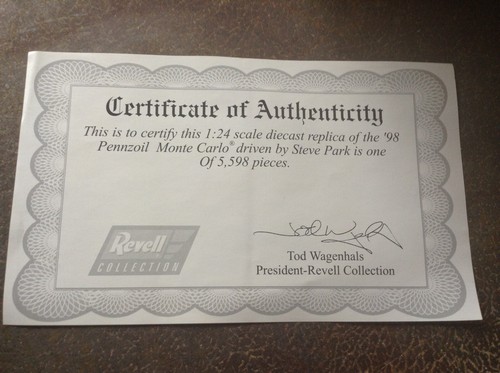 Certificate of Authenticity
This is to certify this 1:24 scale diecast replica of the '98
Pennzoil Monte Carlo® driven by Steve Park is one
Of 5,598 pieces.
Revell
COLLECTION
Tod Wagenhals
President-Revell Collection